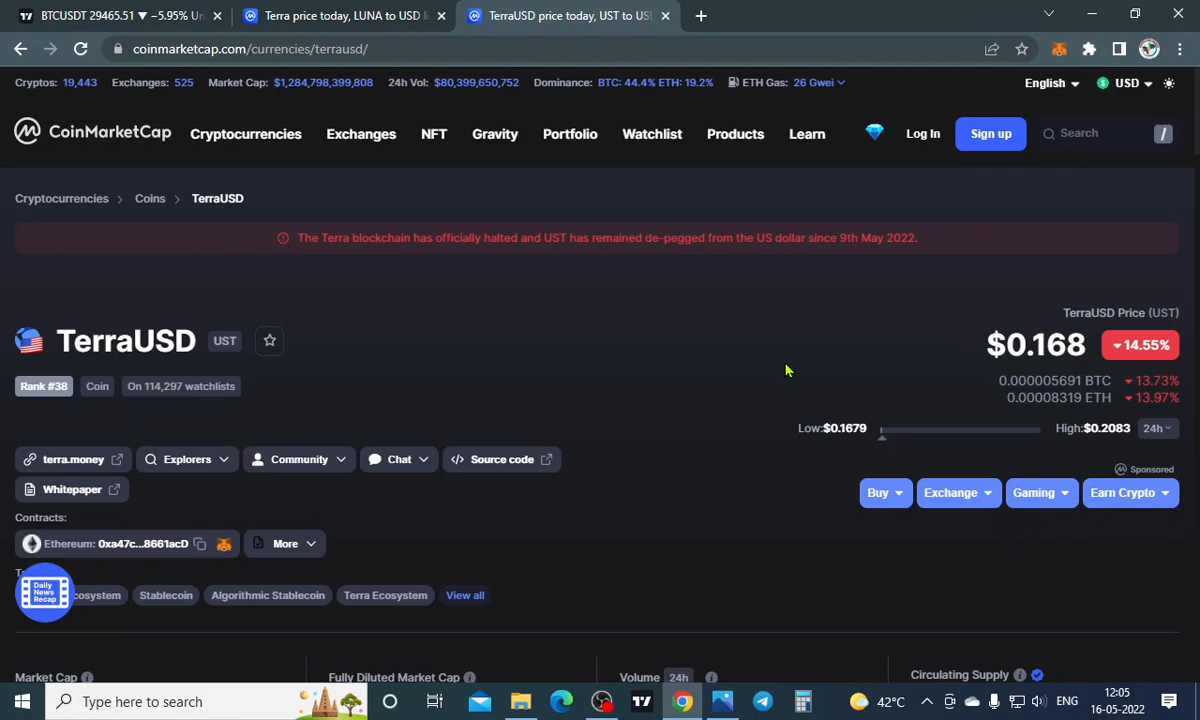 BTCUSDT 29465.51 ▼ −5.95% Un
Terra price today, LUNA to USD li
TerraUSD price today, UST to USD
coinmarketcap.com/currencies/terrausd/
Cryptos: 19,443 Exchanges: 525 Market Cap: $1,284,798,399,808 24h Vol: $80,399,650,752 Dominance: BTC: 44.4% ETH: 19.2% ETH Gas: 26 Gwei
English USD
CoinMarketCap Cryptocurrencies Exchanges NFT Gravity Portfolio Watchlist Products Learn Log In Sign up Search /
Cryptocurrencies > Coins > TerraUSD
The Terra blockchain has officially halted and UST has remained de-pegged from the US dollar since 9th May 2022.
TerraUSD Price (UST)
TerraUSD UST
$0.168 14.55%
Rank #38 Coin On 114,297 watchlists
0.000005691 BTC 13.73%
0.00008319 ETH 13.97%
Low:$0.1679 High:$0.2083 24h
terra.money Explorers Community Chat Source code
Whitepaper
Sponsored
Buy Exchange Gaming Earn Crypto
Contracts:
Ethereum: 0xa47c...8661acD More
Daily
News
Recap
cosystem Stablecoin Algorithmic Stablecoin Terra Ecosystem View all
Market Cap Fully Diluted Market Cap Volume 24h Circulating Supply
Type here to search
42°C ENG
12:05
16-05-2022